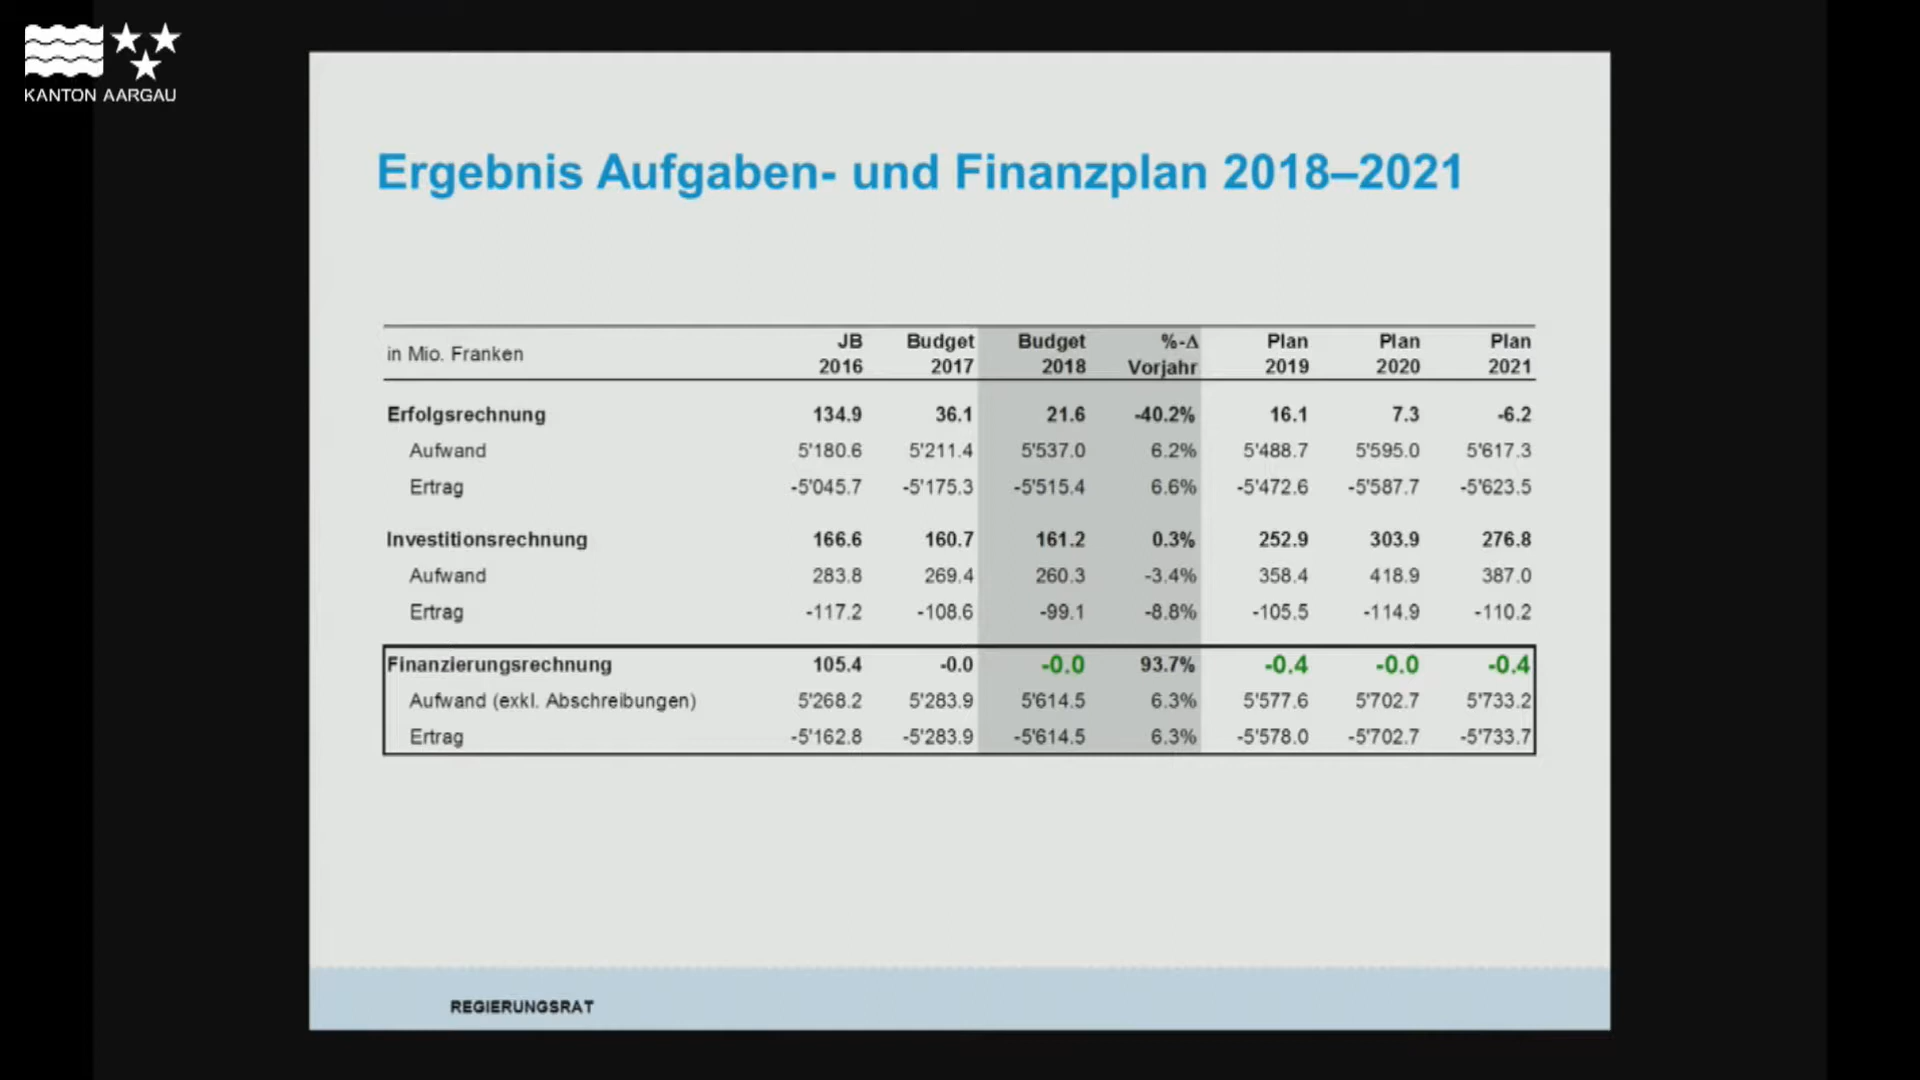 KANTON AARGAU
Ergebnis Aufgaben- und Finanzplan 2018–2021
in Mio. Franken JB 2016 Budget 2017 Budget 2018 %-Δ Vorjahr Plan 2019 Plan 2020 Plan 2021
Erfolgsrechnung 134.9 36.1 21.6 -40.2% 16.1 7.3 -6.2
Aufwand 5'180.6 5'211.4 5'537.0 6.2% 5'488.7 5'595.0 5'617.3
Ertrag -5'045.7 -5'175.3 -5'515.4 6.6% -5'472.6 -5'587.7 -5'623.5
Investitionsrechnung 166.6 160.7 161.2 0.3% 252.9 303.9 276.8
Aufwand 283.8 269.4 260.3 -3.4% 358.4 418.9 387.0
Ertrag -117.2 -108.6 -99.1 -8.8% -105.5 -114.9 -110.2
Finanzierungsrechnung 105.4 -0.0 -0.0 93.7% -0.4 -0.0 -0.4
Aufwand (exkl. Abschreibungen) 5'268.2 5'283.9 5'614.5 6.3% 5'577.6 5'702.7 5'733.2
Ertrag -5'162.8 -5'283.9 -5'614.5 6.3% -5'578.0 -5'702.7 -5'733.7
REGIERUNGSRAT